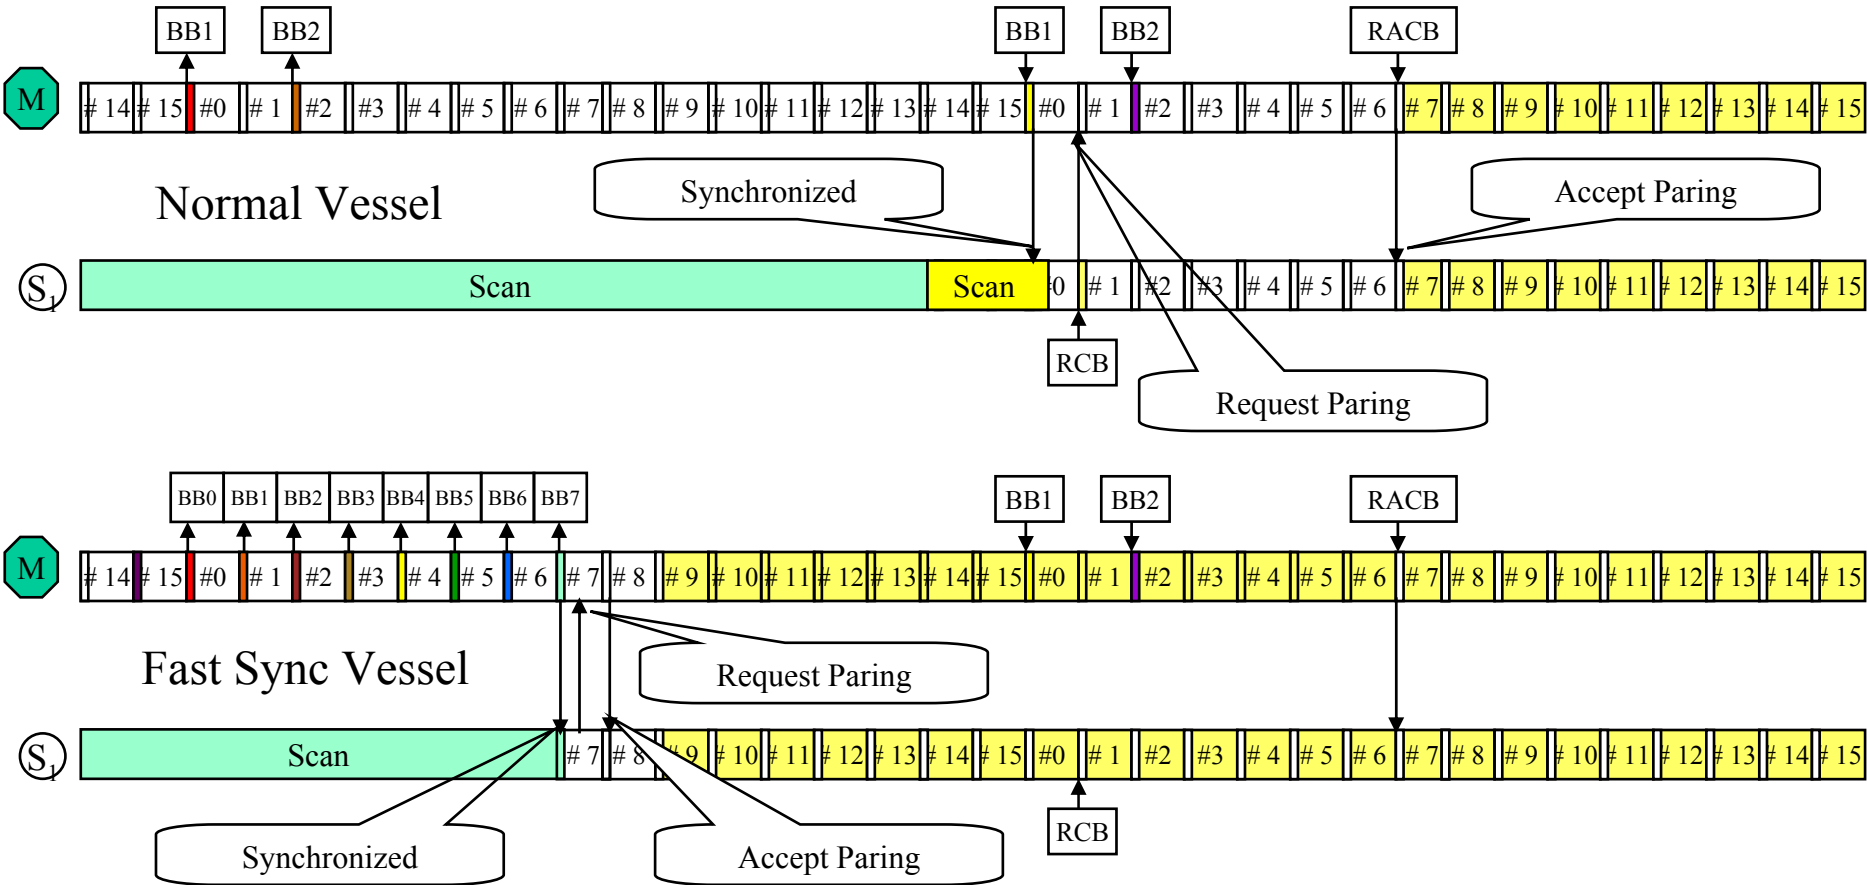 BB1 BB2 BB1 BB2 RACB
M # 14 # 15 #0 # 1 #2 #3 # 4 # 5 # 6 # 7 # 8 # 9 # 10 # 11 # 12 # 13 # 14 # 15 #0 # 1 #2 #3 # 4 # 5 # 6 # 7 # 8 # 9 # 10 # 11 # 12 # 13 # 14 # 15
Synchronized Accept Paring
Normal Vessel
S1 Scan Scan #0 # 1 #2 #3 # 4 # 5 # 6 # 7 # 8 # 9 # 10 # 11 # 12 # 13 # 14 # 15
RCB
Request Paring
BB0 BB1 BB2 BB3 BB4 BB5 BB6 BB7 BB1 BB2 RACB
M # 14 # 15 #0 # 1 #2 #3 # 4 # 5 # 6 # 7 # 8 # 9 # 10 # 11 # 12 # 13 # 14 # 15 #0 # 1 #2 #3 # 4 # 5 # 6 # 7 # 8 # 9 # 10 # 11 # 12 # 13 # 14 # 15
Fast Sync Vessel
Request Paring
S1 Scan # 7 # 8 # 9 # 10 # 11 # 12 # 13 # 14 # 15 #0 # 1 #2 #3 # 4 # 5 # 6 # 7 # 8 # 9 # 10 # 11 # 12 # 13 # 14 # 15
RCB
Synchronized Accept Paring